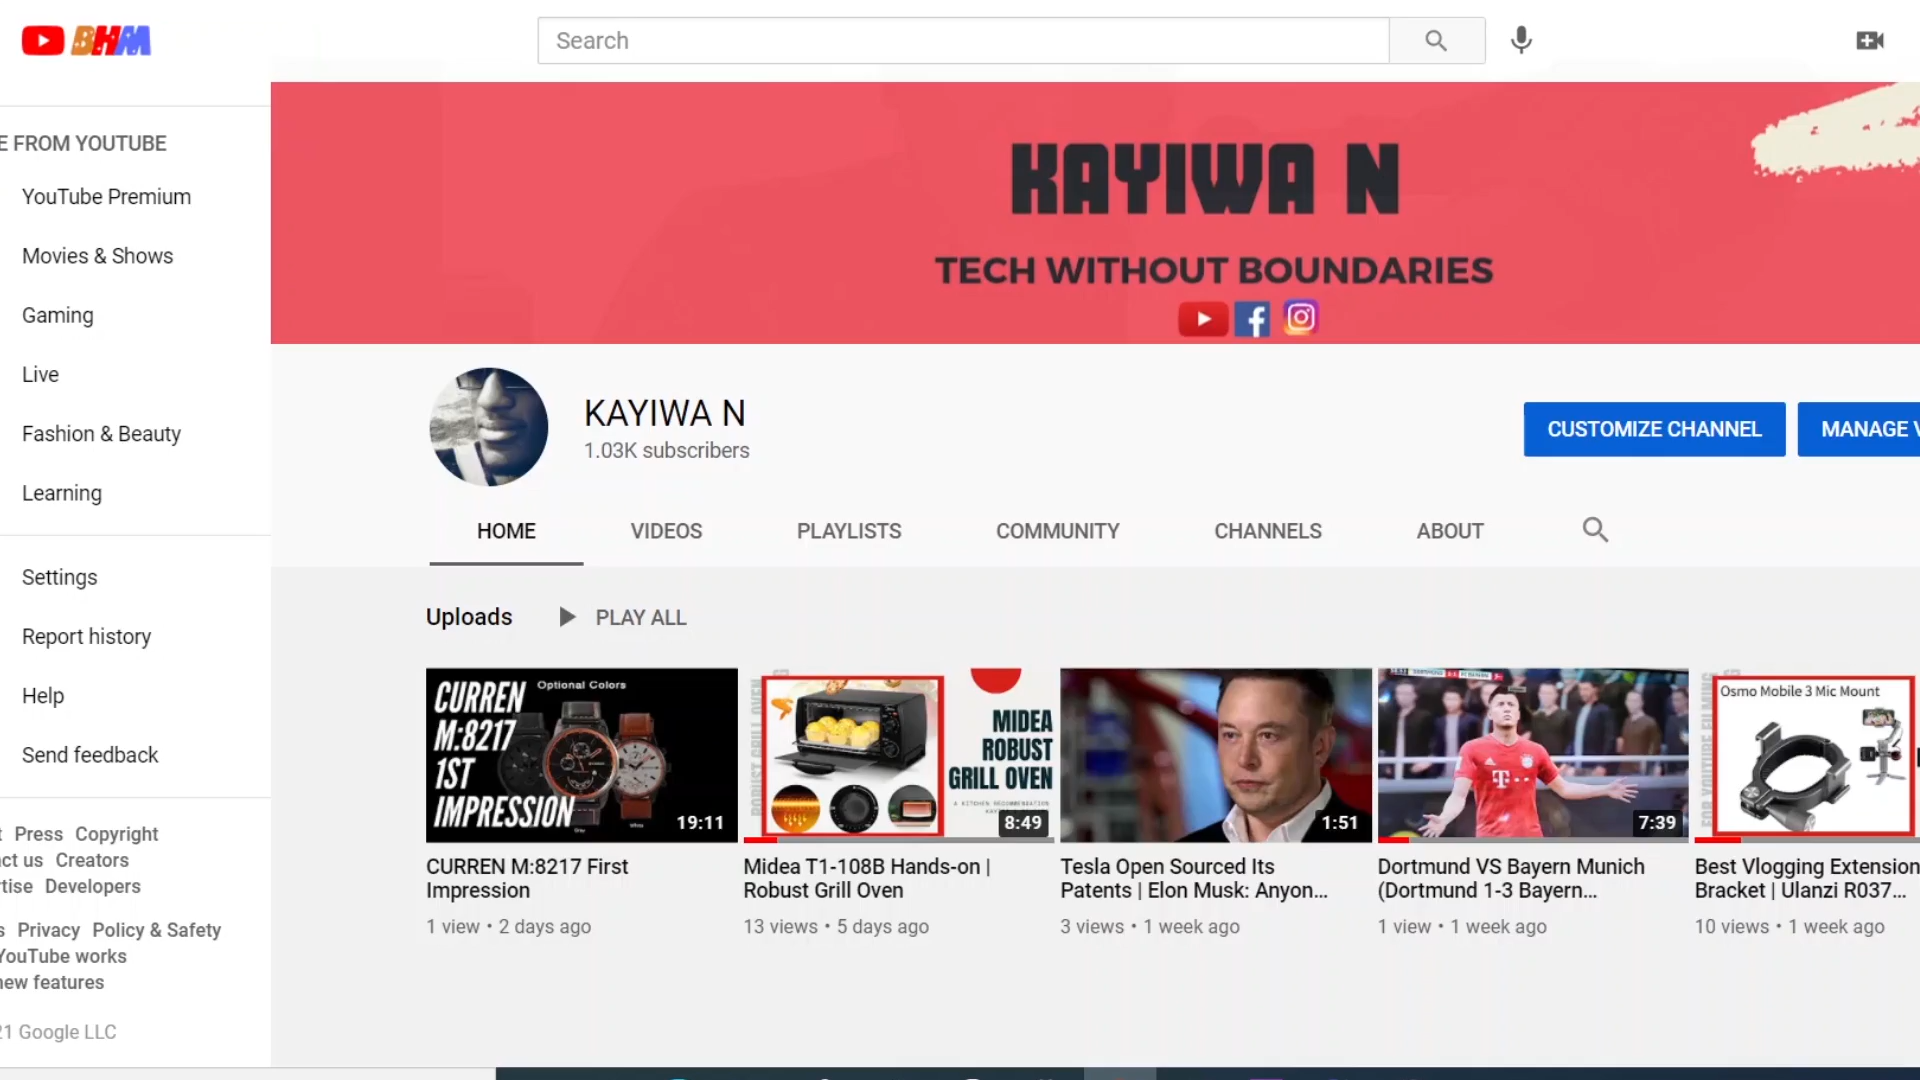 BHM
Search
E FROM YOUTUBE
YouTube Premium
Movies & Shows
Gaming
Live
Fashion & Beauty
Learning
Settings
Report history
Help
Send feedback
t Press Copyright
ct us Creators
tise Developers
s Privacy Policy & Safety
YouTube works
new features
21 Google LLC
KAYIWA N
TECH WITHOUT BOUNDARIES
KAYIWA N
1.03K subscribers
CUSTOMIZE CHANNEL
MANAGE V
HOME
VIDEOS
PLAYLISTS
COMMUNITY
CHANNELS
ABOUT
Uploads
PLAY ALL
CURREN
M:8217
1ST
IMPRESSION
Optional Colors
19:11
CURREN M:8217 First
Impression
1 view • 2 days ago
MIDEA
ROBUST
GRILL OVEN
8:49
Midea T1-108B Hands-on |
Robust Grill Oven
13 views • 5 days ago
1:51
Tesla Open Sourced Its
Patents | Elon Musk: Anyon...
3 views • 1 week ago
7:39
Dortmund VS Bayern Munich
(Dortmund 1-3 Bayern...
1 view • 1 week ago
Osmo Mobile 3 Mic Mount
Best Vlogging Extension
Bracket | Ulanzi R037...
10 views • 1 week ago